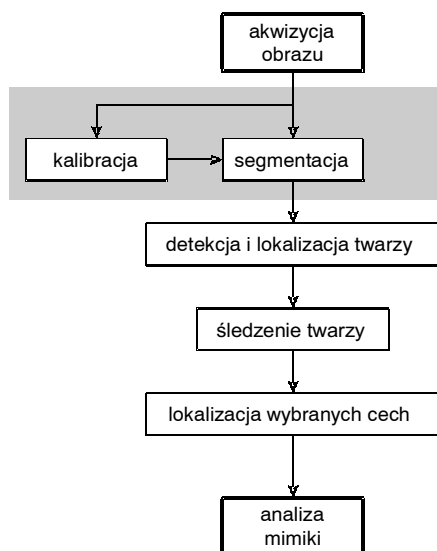 akwizycja
obrazu
kalibracja
segmentacja
detekcja i lokalizacja twarzy
śledzenie twarzy
lokalizacja wybranych cech
analiza
mimiki